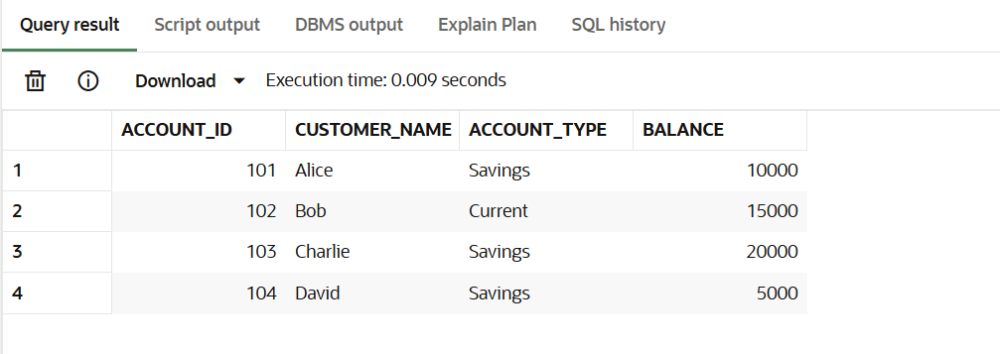 Query result Script output DBMS output Explain Plan SQL history
Download Execution time: 0.009 seconds
ACCOUNT_ID CUSTOMER_NAME ACCOUNT_TYPE BALANCE
1 101 Alice Savings 10000
2 102 Bob Current 15000
3 103 Charlie Savings 20000
4 104 David Savings 5000